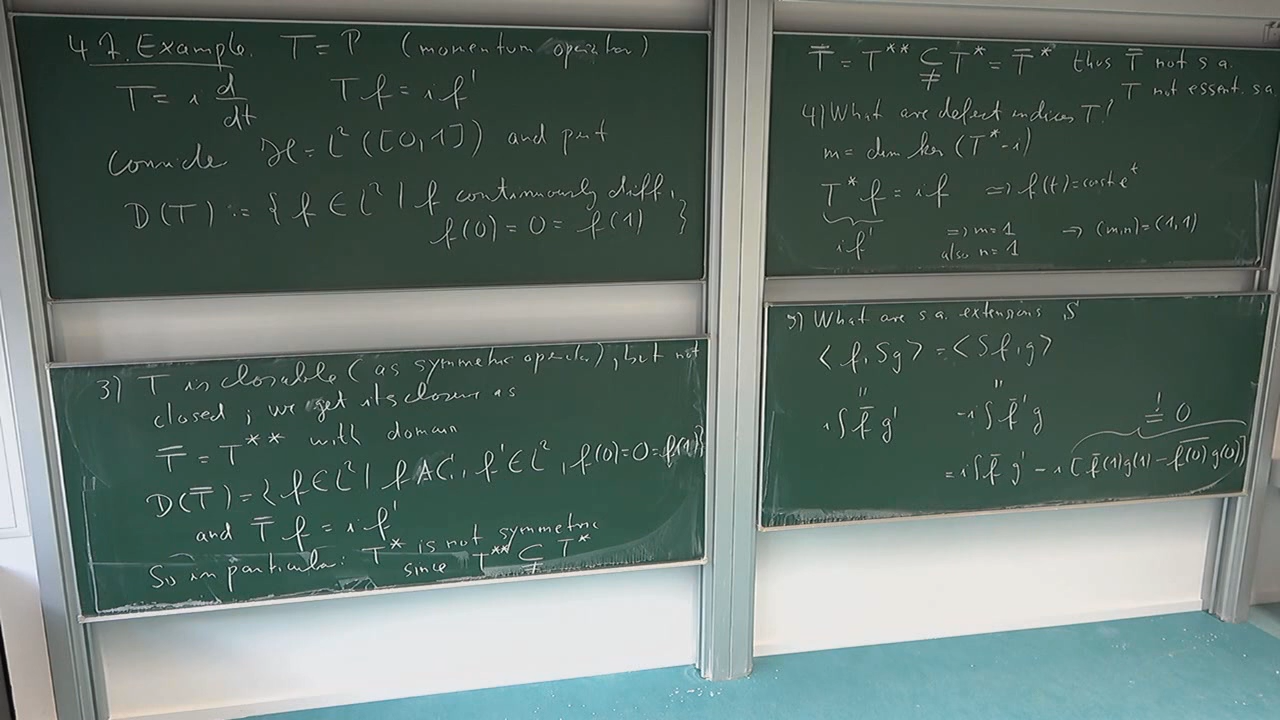 4.7. Example. T = P (momentum operator)
T = i d/dt Tf = if'
Consider H = L²([0,1]) and put
D(T) := { f ∈ L² | f continuously diff.,
f(0) = 0 = f(1) }
3) T is closable (as symmetric operator), but not
closed; we get its closure as
T̄ = T** with domain
D(T̄) = { f ∈ L² | f AC, f' ∈ L², f(0) = 0 = f(1) }
and T̄ f = i f'
So in particular: T* is not symmetric
since T** ⊊ T*
T̄ = T** ⊊ T* = T̄* thus T̄ not s.a.
T not essent. s.a.
4) What are defect indices T?
m = dim ker (T* - i)
T* f = i f ⇔ f(t) = const e^t
if' ⇒ m = 1 → (m,n) = (1,1)
also n = 1
5) What are s.a. extensions S
<f, Sg> = <Sf, g>
" "
i∫ f̄ g' -i∫ f̄' g ! = 0
= i∫ f̄ g' - i [f̄(1)g(1) - f̄(0)g(0)]